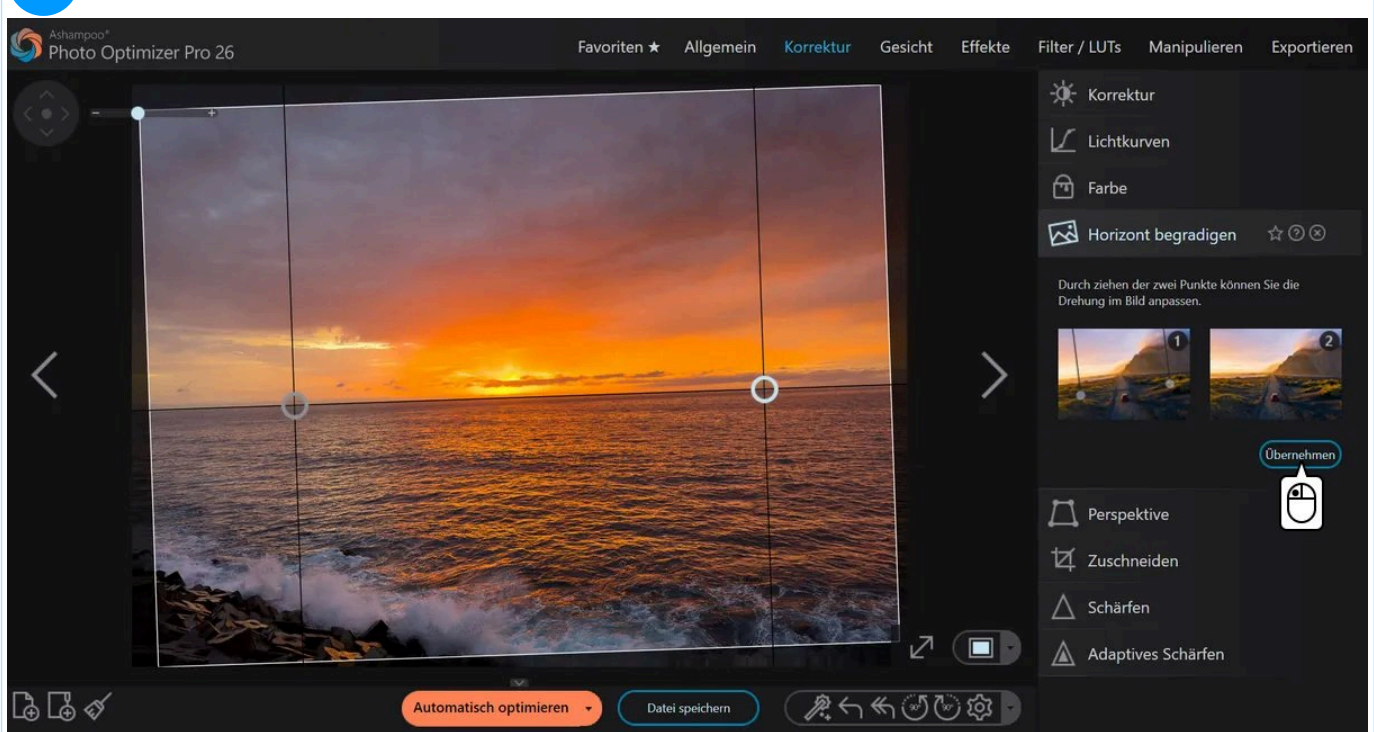 Ashampoo®
Photo Optimizer Pro 26
Favoriten ★ Allgemein Korrektur Gesicht Effekte Filter / LUTs Manipulieren Exportieren
Korrektur
Lichtkurven
Farbe
Horizont begradigen
Durch ziehen der zwei Punkte können Sie die
Drehung im Bild anpassen.
1 2
Übernehmen
Perspektive
Zuschneiden
Schärfen
Adaptives Schärfen
Automatisch optimieren Datei speichern